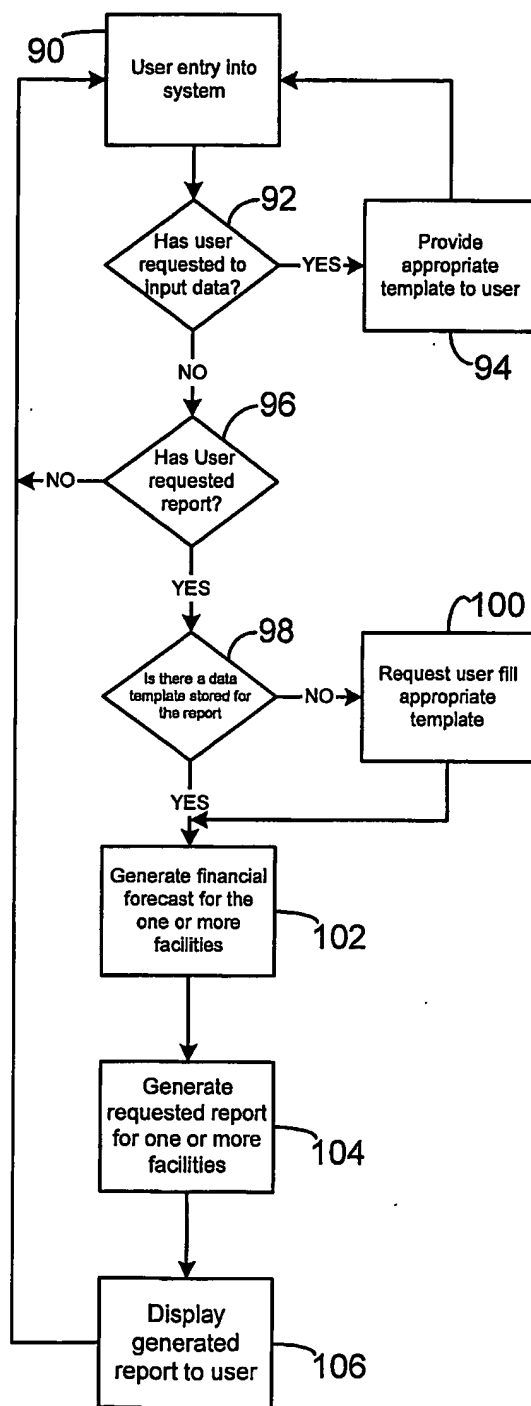 90
User entry into
system
92
Has user
requested to
input data?
YES
Provide
appropriate
template to user
94
NO
96
Has User
requested
report?
NO
YES
98
Is there a data
template stored for
the report
NO
100
Request user fill
appropriate
template
YES
Generate financial
forecast for the
one or more
facilities
102
Generate
requested report
for one or more
facilities
104
Display
generated
report to user
106